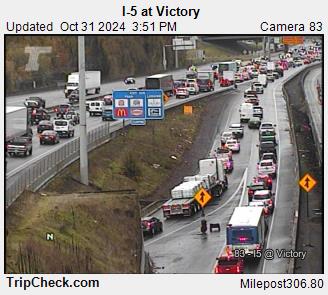 I-5 at Victory
Updated Oct 31 2024 3:51 PM Camera 83
83 - I5 @ Victory
N
TripCheck.com Milepost306.80